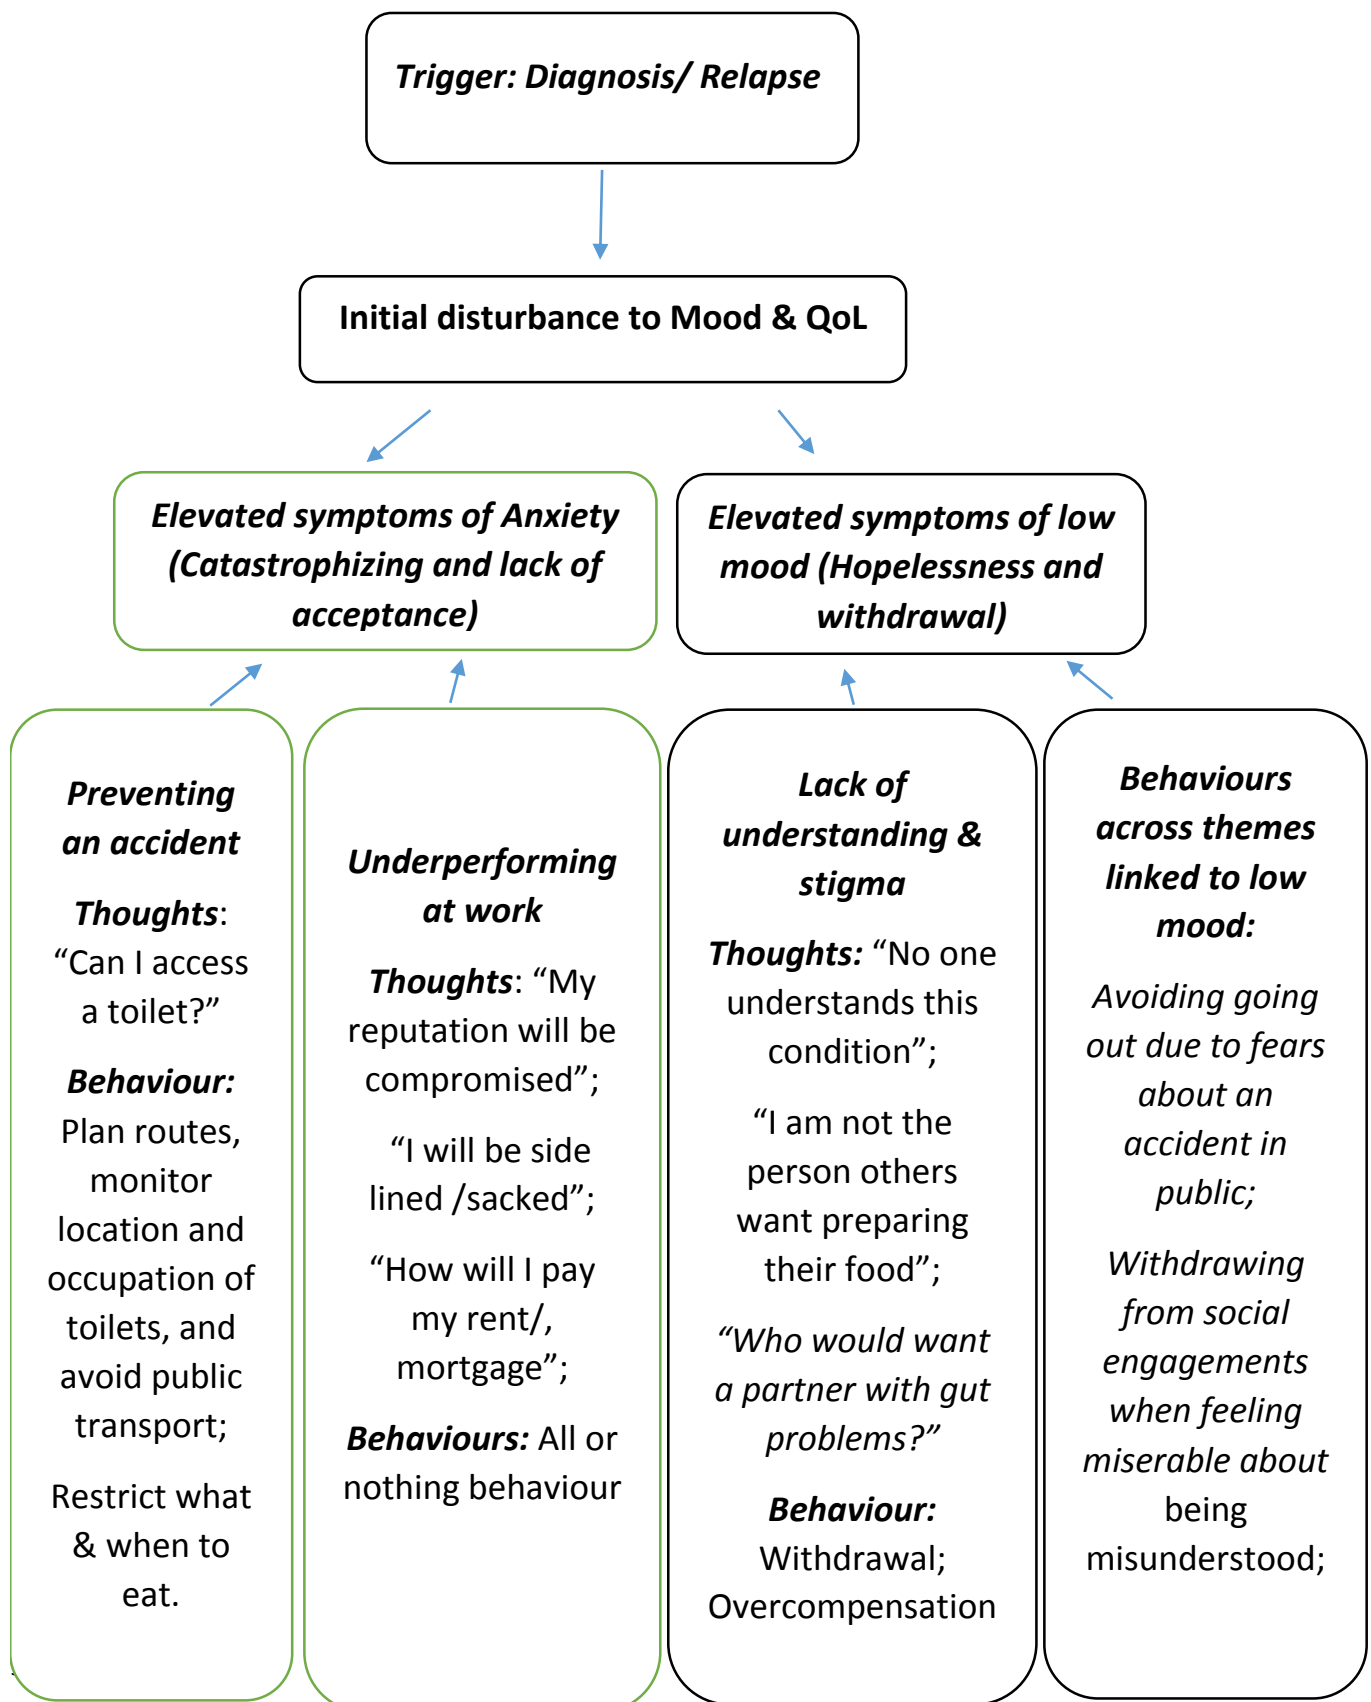 Trigger: Diagnosis/ Relapse
Initial disturbance to Mood & QoL
Elevated symptoms of Anxiety
(Catastrophizing and lack of
acceptance)
Elevated symptoms of low
mood (Hopelessness and
withdrawal)
Preventing
an accident
Thoughts:
“Can I access
a toilet?”
Behaviour:
Plan routes,
monitor
location and
occupation of
toilets, and
avoid public
transport;
Restrict what
& when to
eat.
Underperforming
at work
Thoughts: “My
reputation will be
compromised”;
“I will be side
lined /sacked”;
“How will I pay
my rent/,
mortgage”;
Behaviours: All or
nothing behaviour
Lack of
understanding &
stigma
Thoughts: “No one
understands this
condition”;
“I am not the
person others
want preparing
their food”;
“Who would want
a partner with gut
problems?”
Behaviour:
Withdrawal;
Overcompensation
Behaviours
across themes
linked to low
mood:
Avoiding going
out due to fears
about an
accident in
public;
Withdrawing
from social
engagements
when feeling
miserable about
being
misunderstood;